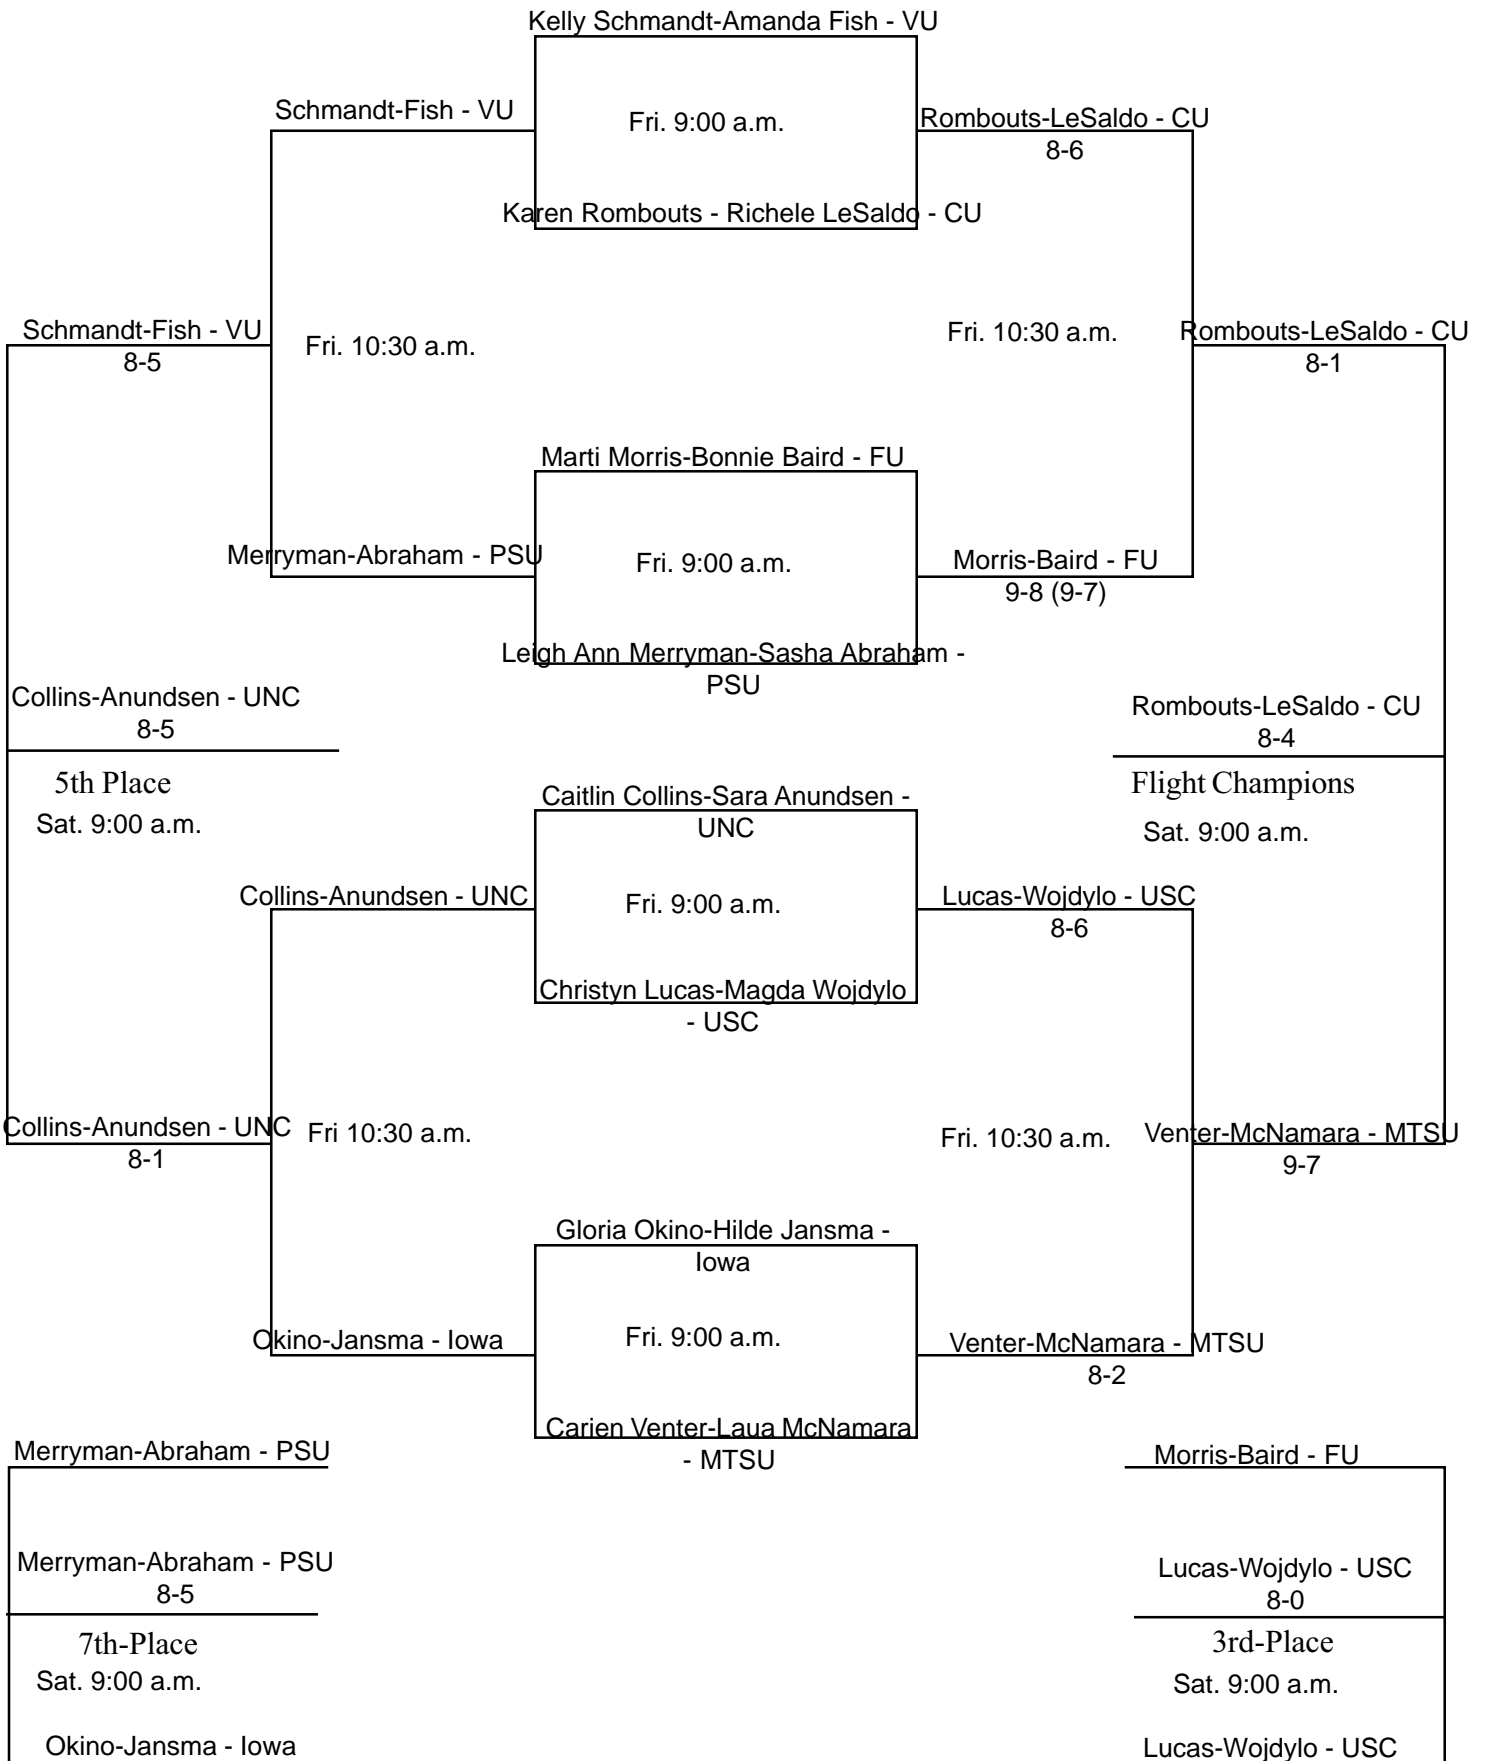 Kelly Schmandt-Amanda Fish - VU
Schmandt-Fish - VU
Fri. 9:00 a.m.
Rombouts-LeSaldo - CU
8-6
Karen Rombouts - Richele LeSaldo - CU
Schmandt-Fish - VU
8-5
Fri. 10:30 a.m.
Fri. 10:30 a.m.
Rombouts-LeSaldo - CU
8-1
Marti Morris-Bonnie Baird - FU
Merryman-Abraham - PSU
Fri. 9:00 a.m.
Morris-Baird - FU
9-8 (9-7)
Leigh Ann Merryman-Sasha Abraham -
PSU
Collins-Anundsen - UNC
8-5
5th Place
Sat. 9:00 a.m.
Rombouts-LeSaldo - CU
8-4
Flight Champions
Sat. 9:00 a.m.
Caitlin Collins-Sara Anundsen -
UNC
Collins-Anundsen - UNC
Fri. 9:00 a.m.
Lucas-Wojdylo - USC
8-6
Christyn Lucas-Magda Wojdylo
- USC
Collins-Anundsen - UNC
8-1
Fri 10:30 a.m.
Fri. 10:30 a.m.
Venter-McNamara - MTSU
9-7
Gloria Okino-Hilde Jansma -
Iowa
Okino-Jansma - Iowa
Fri. 9:00 a.m.
Venter-McNamara - MTSU
8-2
Carien Venter-Laua McNamara
- MTSU
Merryman-Abraham - PSU
Merryman-Abraham - PSU
8-5
7th-Place
Sat. 9:00 a.m.
Okino-Jansma - Iowa
Morris-Baird - FU
Lucas-Wojdylo - USC
8-0
3rd-Place
Sat. 9:00 a.m.
Lucas-Wojdylo - USC